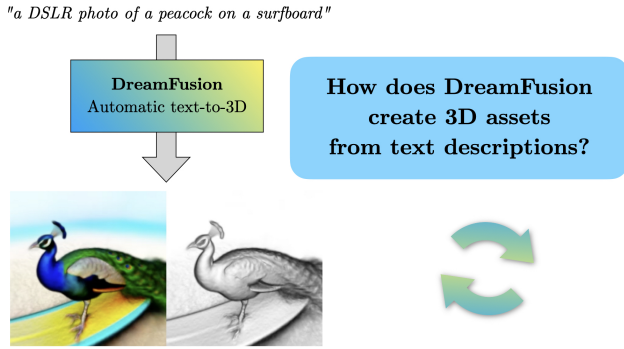 "a DSLR photo of a peacock on a surfboard"
DreamFusion
Automatic text-to-3D
How does DreamFusion
create 3D assets
from text descriptions?